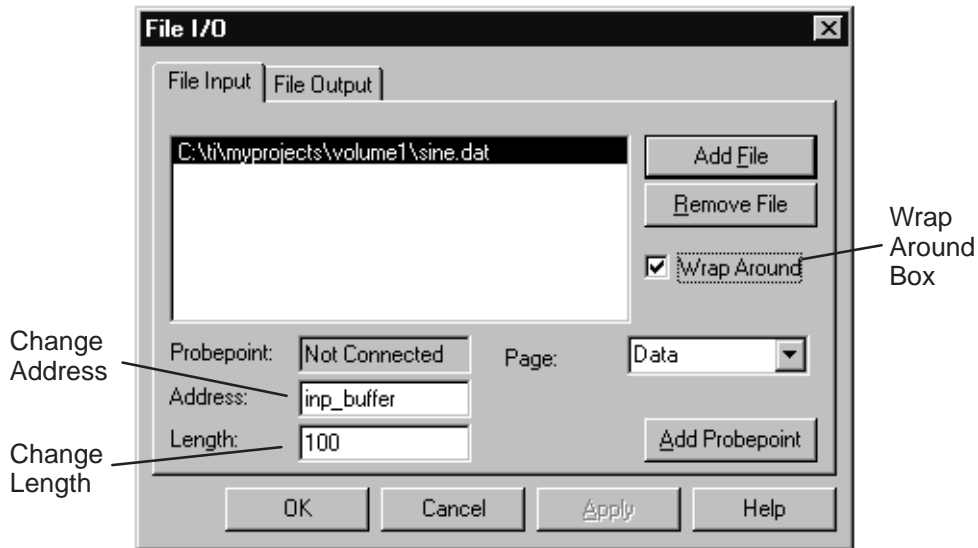 File I/O
File Input File Output
C:\ti\myprojects\volume1\sine.dat
Add File
Remove File
Wrap Around
Wrap
Around
Box
Change
Address
Probepoint: Not Connected Page: Data
Address: inp_buffer
Change
Length
Length: 100
Add Probepoint
OK Cancel Apply Help